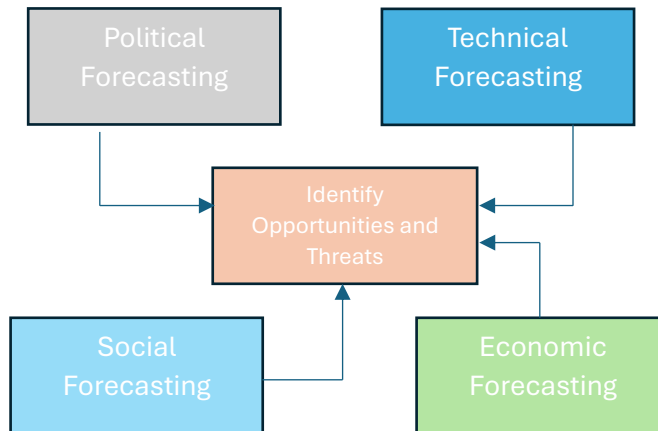 Political
Forecasting
Technical
Forecasting
Identify
Opportunities and
Threats
Social
Forecasting
Economic
Forecasting